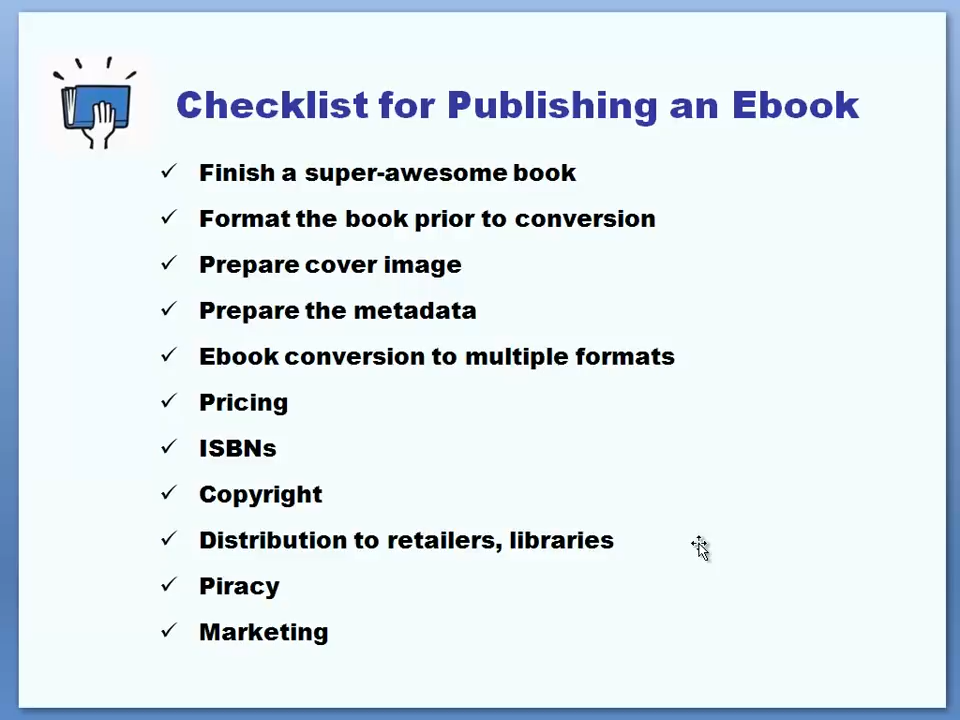 Checklist for Publishing an Ebook
Finish a super-awesome book
Format the book prior to conversion
Prepare cover image
Prepare the metadata
Ebook conversion to multiple formats
Pricing
ISBNs
Copyright
Distribution to retailers, libraries
Piracy
Marketing